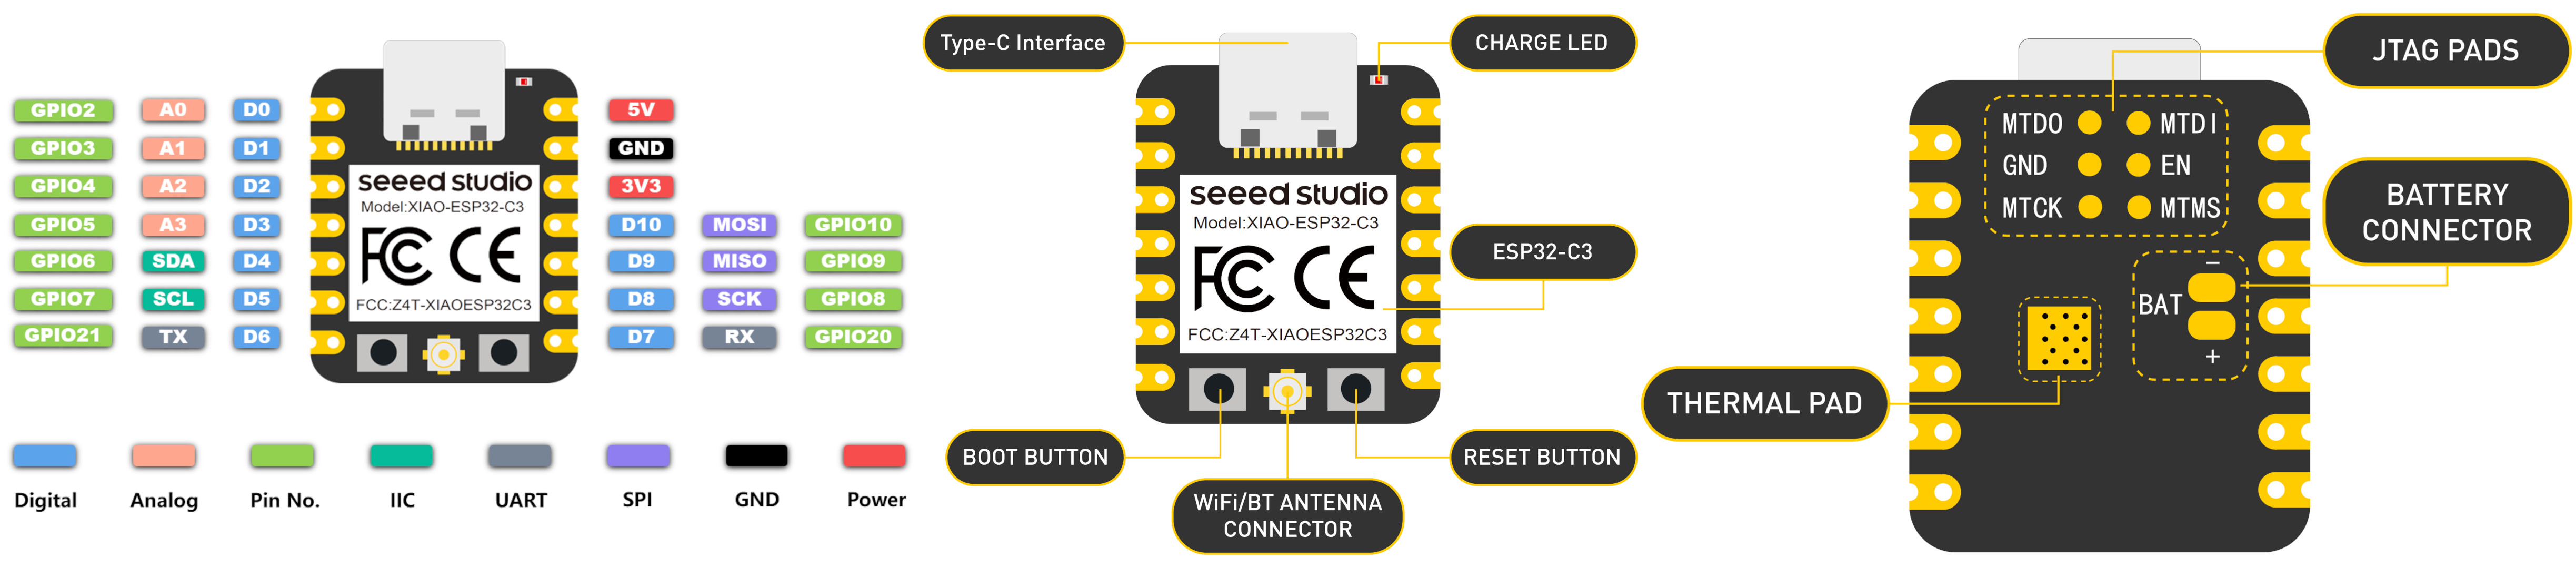 GPIO2 A0 D0 5V
GPIO3 A1 D1 GND
GPIO4 A2 D2 3V3
GPIO5 A3 D3 D10 MOSI GPIO10
GPIO6 SDA D4 D9 MISO GPIO9
GPIO7 SCL D5 D8 SCK GPIO8
GPIO21 TX D6 D7 RX GPIO20
seeed studio
Model:XIAO-ESP32-C3
FC CE
FCC:Z4T-XIAOESP32C3
Digital Analog Pin No. IIC UART SPI GND Power
Type-C Interface
CHARGE LED
seeed studio
Model:XIAO-ESP32-C3
FC CE
FCC:Z4T-XIAOESP32C3
ESP32-C3
BOOT BUTTON
RESET BUTTON
WiFi/BT ANTENNA
CONNECTOR
JTAG PADS
MTDO MTDI
GND EN
MTCK MTMS
BATTERY
CONNECTOR
−
BAT
+
THERMAL PAD